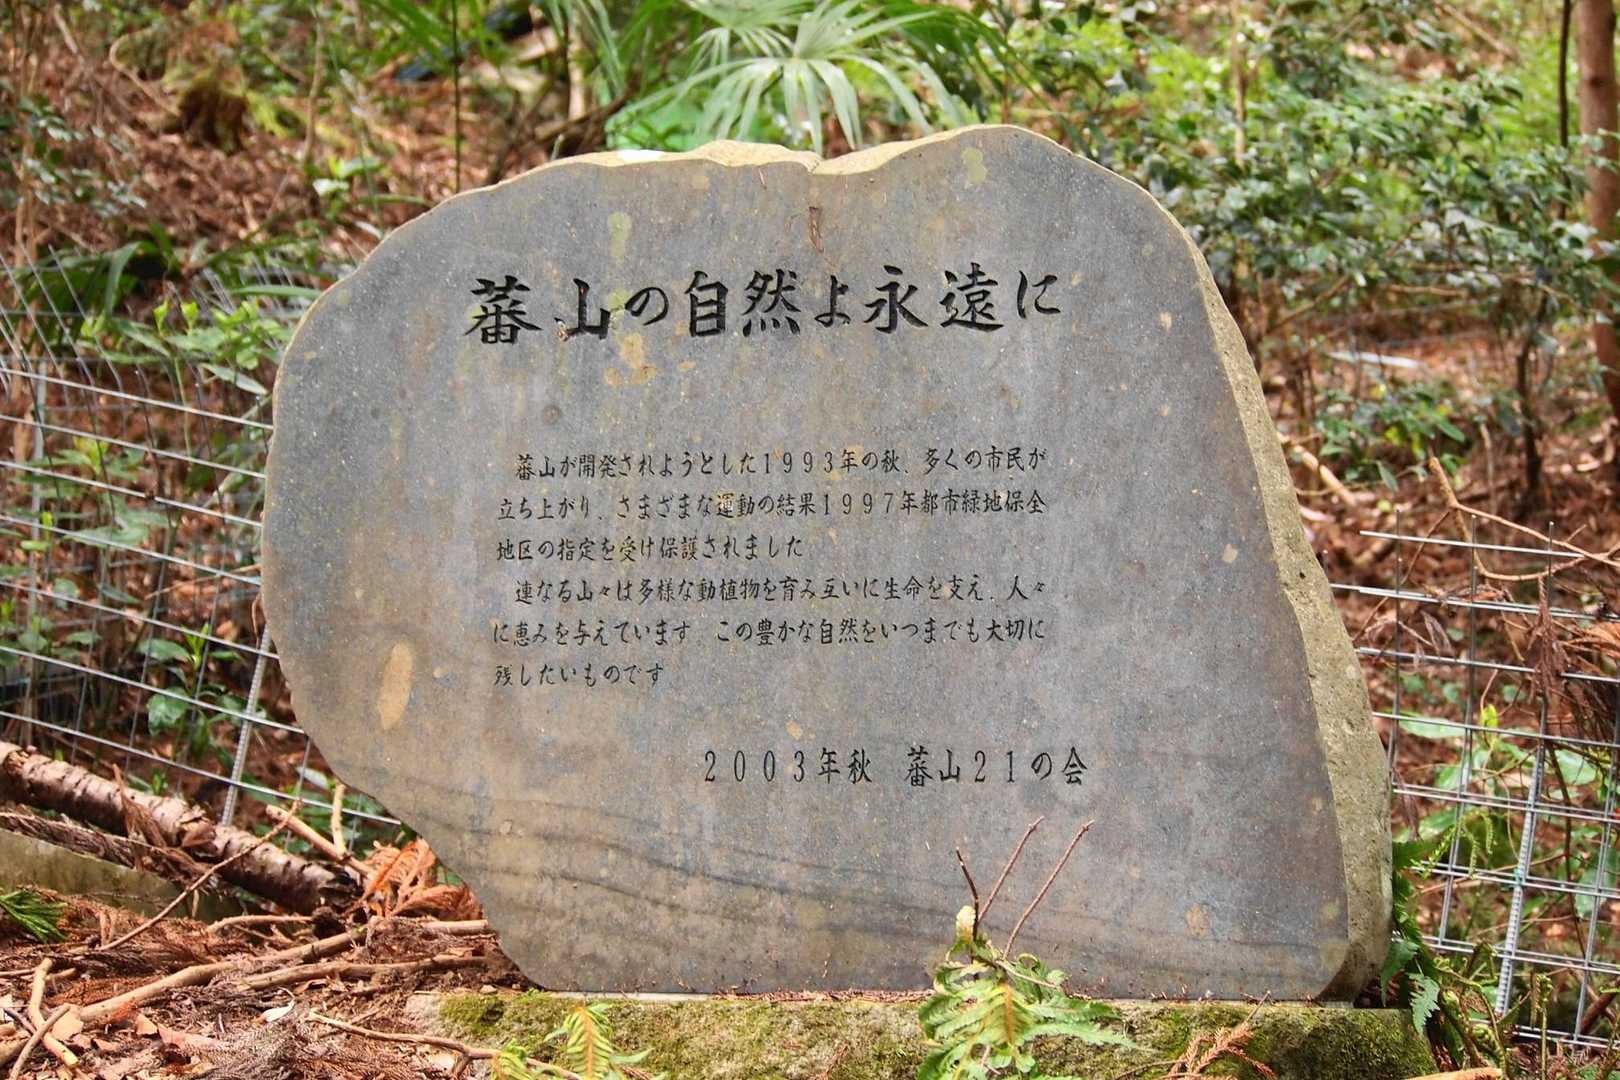 蕃山の自然よ永遠に
蕃山が開発されようとした1993年の秋、多くの市民が
立ち上がり、さまざまな運動の結果1997年都市緑地保全
地区の指定を受け保護されました
連なる山々は多様な動植物を育み互いに生命を支え、人々
に恵みを与えています。この豊かな自然をいつまでも大切に
残したいものです
2003年秋 蕃山21の会